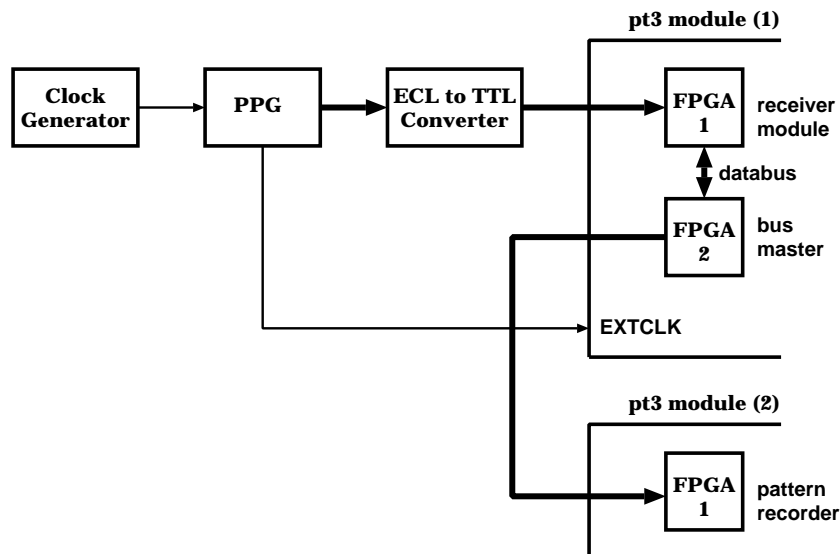 pt3 module (1)
Clock
Generator
PPG
ECL to TTL
Converter
FPGA
1
receiver
module
databus
FPGA
2
bus
master
EXTCLK
pt3 module (2)
FPGA
1
pattern
recorder